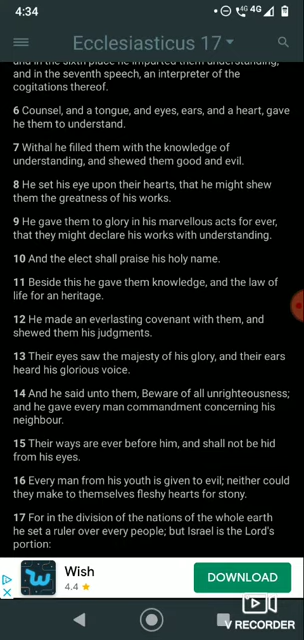 4:34
4G 4G
Ecclesiasticus 17
and in the sixth place he imparted them understanding,
and in the seventh speech, an interpreter of the
cogitations thereof.
6 Counsel, and a tongue, and eyes, ears, and a heart, gave
he them to understand.
7 Withal he filled them with the knowledge of
understanding, and shewed them good and evil.
8 He set his eye upon their hearts, that he might shew
them the greatness of his works.
9 He gave them to glory in his marvellous acts for ever,
that they might declare his works with understanding.
10 And the elect shall praise his holy name.
11 Beside this he gave them knowledge, and the law of
life for an heritage.
12 He made an everlasting covenant with them, and
shewed them his judgments.
13 Their eyes saw the majesty of his glory, and their ears
heard his glorious voice.
14 And he said unto them, Beware of all unrighteousness;
and he gave every man commandment concerning his
neighbour.
15 Their ways are ever before him, and shall not be hid
from his eyes.
16 Every man from his youth is given to evil; neither could
they make to themselves fleshy hearts for stony.
17 For in the division of the nations of the whole earth
he set a ruler over every people; but Israel is the Lord's
portion:
Wish
4.4
DOWNLOAD
V RECORDER